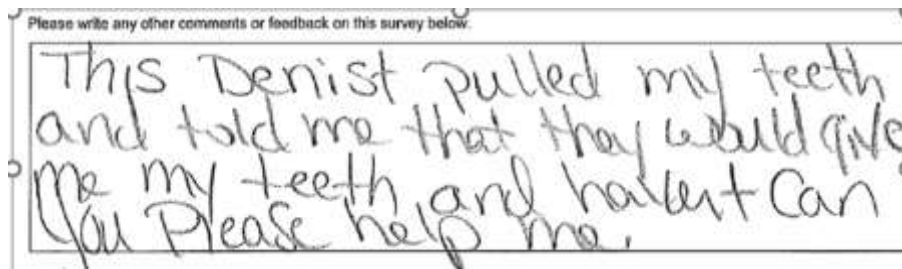 Please write any other comments or feedback on this survey below.
This Denist pulled my teeth
and told me that they would give
me my teeth and havent Can
you Please help me.